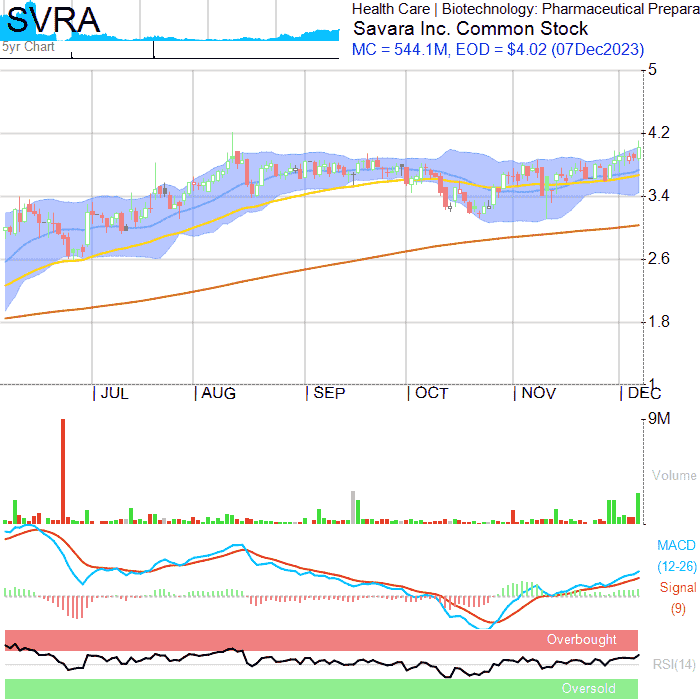 SVRA
5yr Chart
Health Care | Biotechnology: Pharmaceutical Prepara
Savara Inc. Common Stock
MC = 544.1M, EOD = $4.02 (07Dec2023)
5
4.2
3.4
2.6
1.8
1
JUL
AUG
SEP
OCT
NOV
DEC
9M
Volume
MACD
(12-26)
Signal
(9)
Overbought
RSI(14)
Oversold